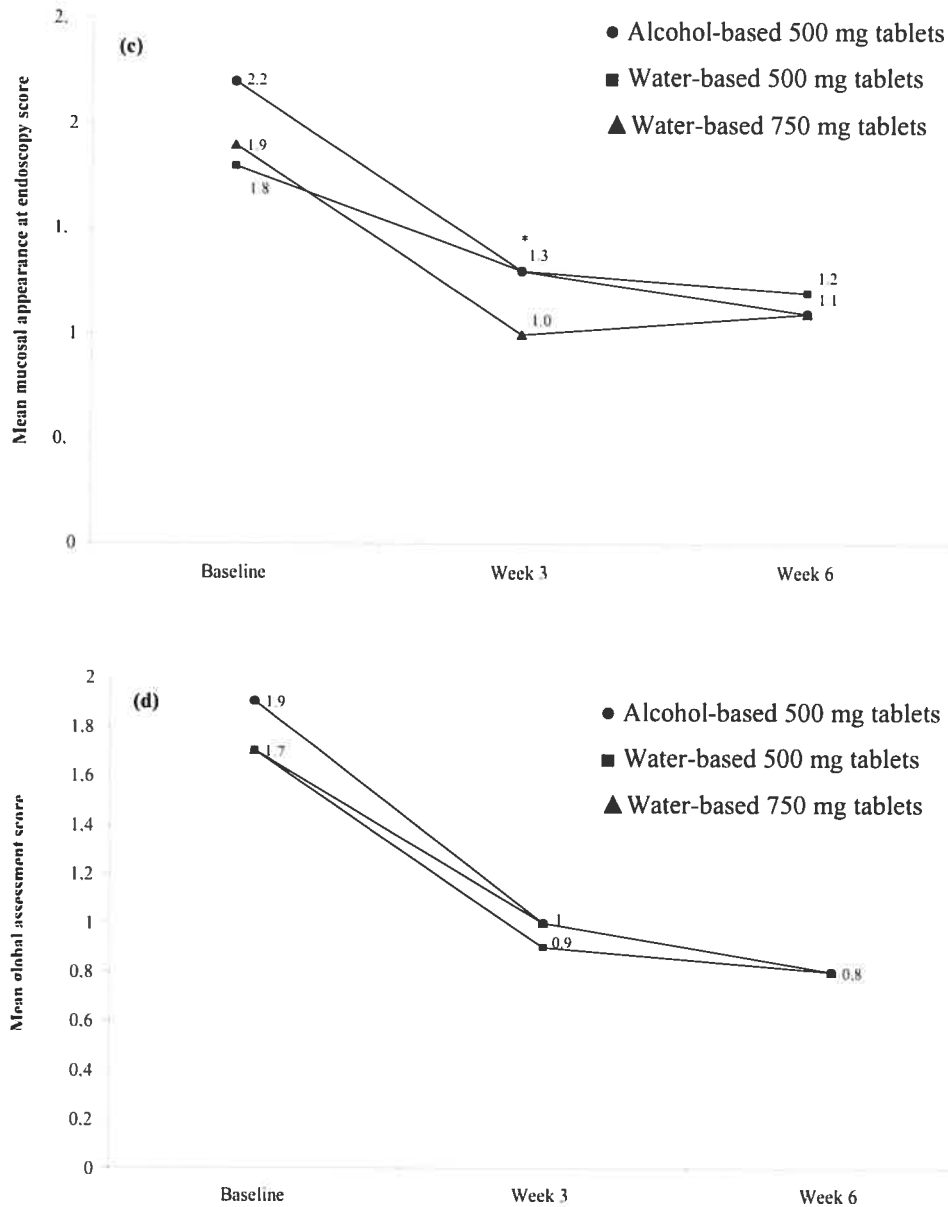 2.
(c)
● Alcohol-based 500 mg tablets
■ Water-based 500 mg tablets
▲ Water-based 750 mg tablets
2.2
2
1.9
1.8
1.
*
1.3
1.2
1.1
1
1.0
0.
0
Mean mucosal appearance at endoscopy score
Baseline Week 3 Week 6
2
(d)
● Alcohol-based 500 mg tablets
■ Water-based 500 mg tablets
▲ Water-based 750 mg tablets
1.9
1.8
1.7
1.6
1.4
1.2
1
1
0.9
0.8
0.8
0.6
0.4
0.2
0
Mean global assessment score
Baseline Week 3 Week 6